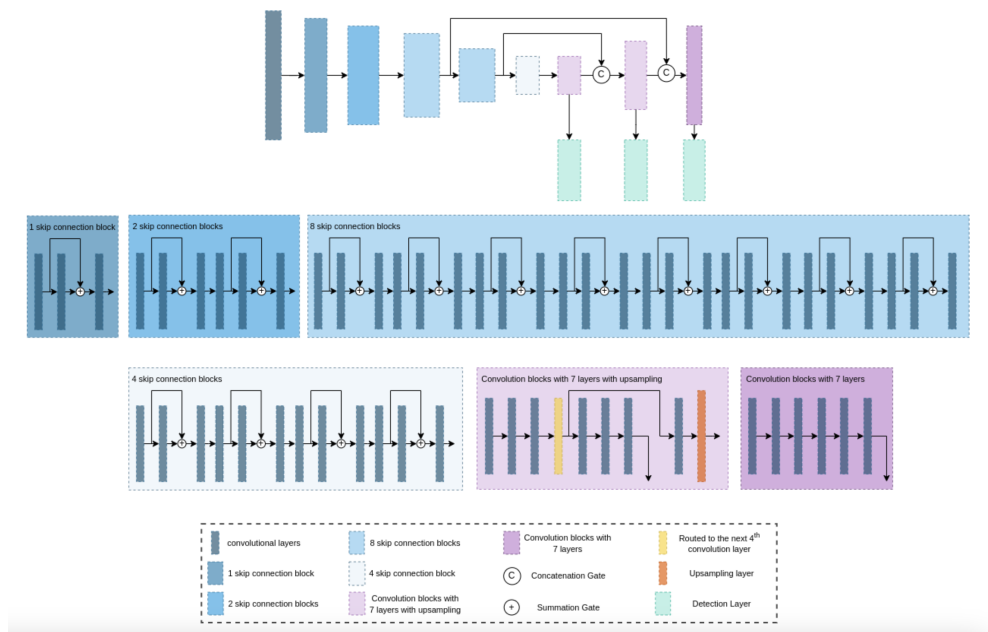 C
C
1 skip connection block
2 skip connection blocks
8 skip connection blocks
+
+
+
+
+
+
+
+
+
+
+
4 skip connection blocks
Convolution blocks with 7 layers with upsampling
Convolution blocks with 7 layers
+
+
+
+
convolutional layers
8 skip connection blocks
Convolution blocks with
7 layers
Routed to the next 4th
convolution layer
1 skip connection block
4 skip connection block
C
Concatenation Gate
Upsampling layer
2 skip connection blocks
Convolution blocks with
7 layers with upsampling
+
Summation Gate
Detection Layer